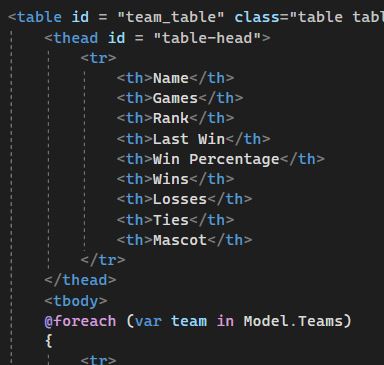 <table id = "team_table" class="table tabl
<thead id = "table-head">
<tr>
<th>Name</th>
<th>Games</th>
<th>Rank</th>
<th>Last Win</th>
<th>Win Percentage</th>
<th>Wins</th>
<th>Losses</th>
<th>Ties</th>
<th>Mascot</th>
</tr>
</thead>
<tbody>
@foreach (var team in Model.Teams)
{
<tr>